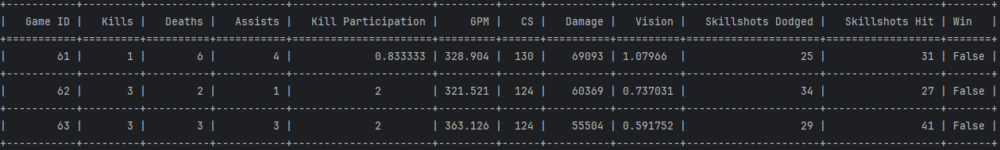 +-----------+---------+----------+-----------+----------------------+---------+------+----------+----------+---------------------+------------------+-------+
|   Game ID |   Kills |   Deaths |   Assists |   Kill Participation |     GPM |   CS |   Damage |   Vision |   Skillshots Dodged |   Skillshots Hit | Win   |
+===========+=========+==========+===========+======================+=========+======+==========+==========+=====================+==================+=======+
|        61 |       1 |        6 |         4 |             0.833333 | 328.904 |  130 |    69093 | 1.07966  |                  25 |               31 | False |
+-----------+---------+----------+-----------+----------------------+---------+------+----------+----------+---------------------+------------------+-------+
|        62 |       3 |        2 |         1 |             2        | 321.521 |  124 |    60369 | 0.737031 |                  34 |               27 | False |
+-----------+---------+----------+-----------+----------------------+---------+------+----------+----------+---------------------+------------------+-------+
|        63 |       3 |        3 |         3 |             2        | 363.126 |  124 |    55504 | 0.591752 |                  29 |               41 | False |
+-----------+---------+----------+-----------+----------------------+---------+------+----------+----------+---------------------+------------------+-------+